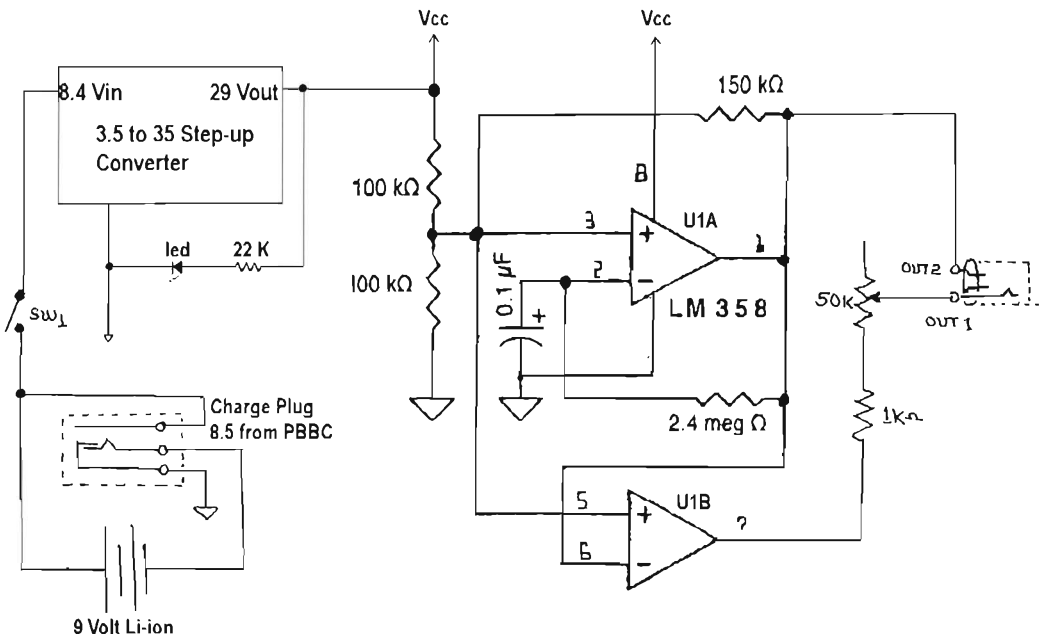 Vcc
Vcc
8.4 Vin
29 Vout
3.5 to 35 Step-up
Converter
150 kΩ
100 kΩ
8
3
U1A
+
led
22 K
2
1
-
100 kΩ
0.1 µF
+
LM 358
OUT2
50K
OUT 1
SW1
2.4 meg Ω
Charge Plug
8.5 from PBBC
1KΩ
5
U1B
+
7
6
-
9 Volt Li-ion